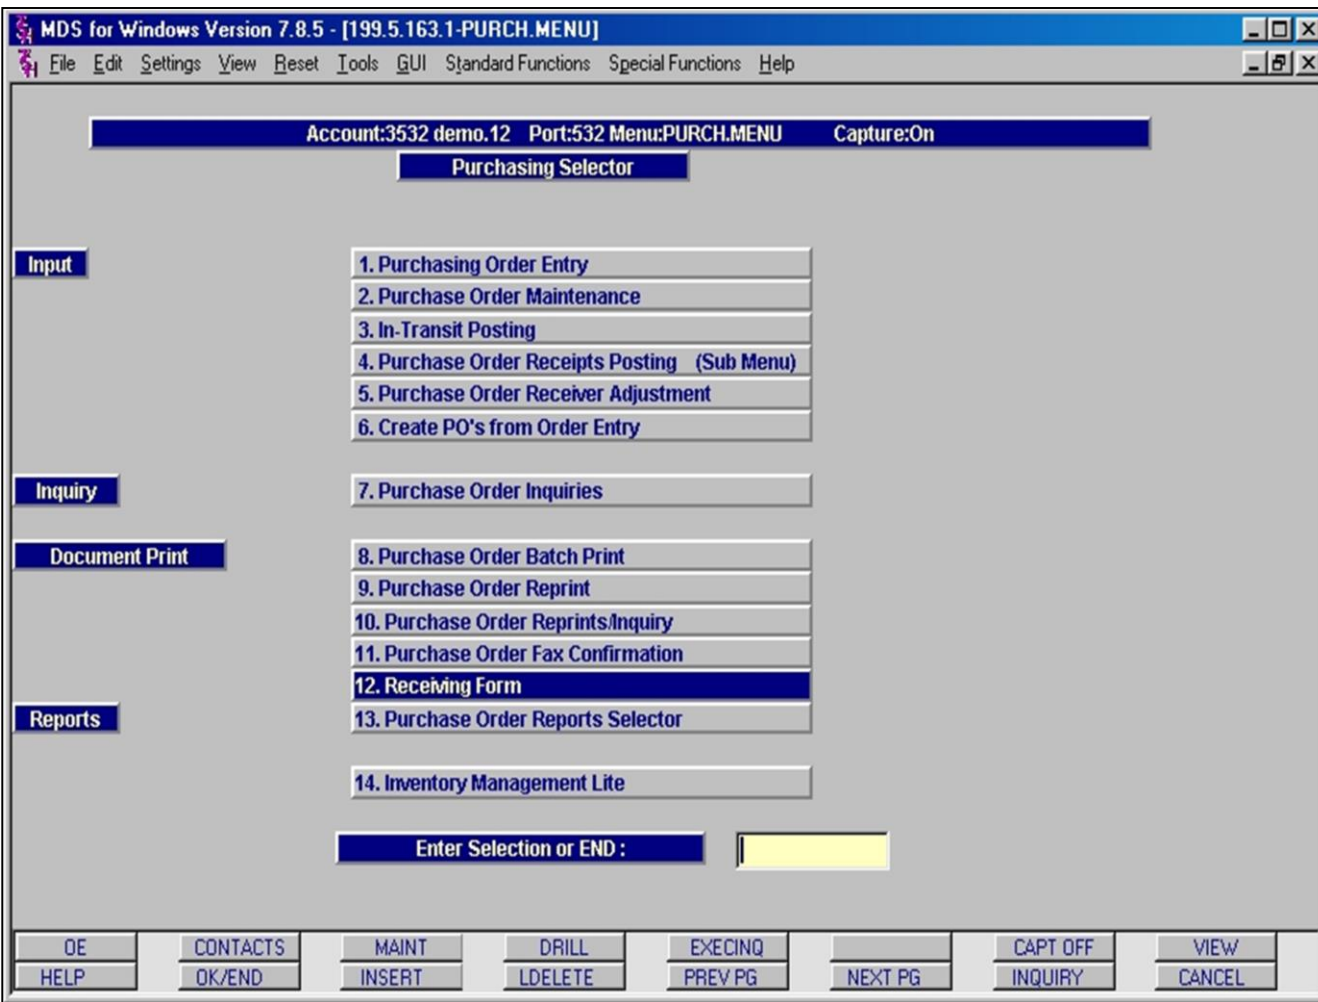 MDS for Windows Version 7.8.5 - [199.5.163.1-PURCH.MENU]
File Edit Settings View Reset Tools GUI Standard Functions Special Functions Help
Account:3532 demo.12 Port:532 Menu:PURCH.MENU Capture:On
Purchasing Selector
Input 1. Purchasing Order Entry
2. Purchase Order Maintenance
3. In-Transit Posting
4. Purchase Order Receipts Posting (Sub Menu)
5. Purchase Order Receiver Adjustment
6. Create PO's from Order Entry
Inquiry 7. Purchase Order Inquiries
Document Print 8. Purchase Order Batch Print
9. Purchase Order Reprint
10. Purchase Order Reprints/Inquiry
11. Purchase Order Fax Confirmation
12. Receiving Form
Reports 13. Purchase Order Reports Selector
14. Inventory Management Lite
Enter Selection or END :
OE CONTACTS MAINT DRILL EXECINQ CAPT OFF VIEW
HELP OK/END INSERT LDELETE PREV PG NEXT PG INQUIRY CANCEL